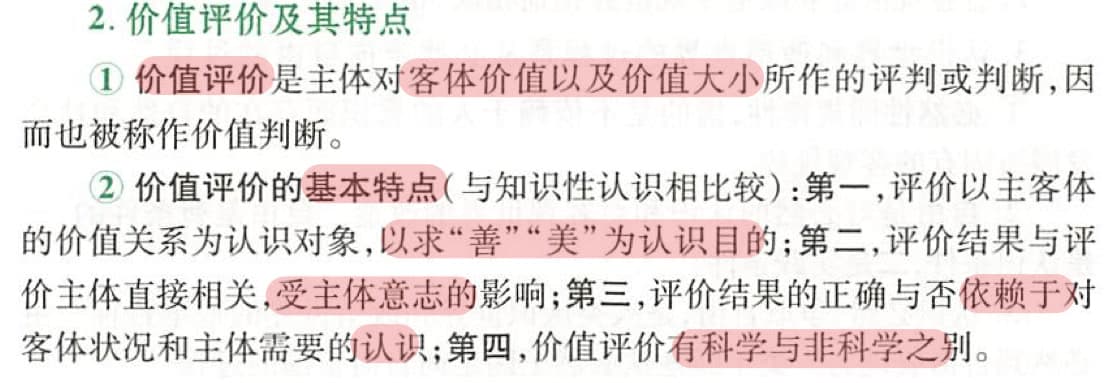 2. 价值评价及其特点
① 价值评价是主体对客体价值以及价值大小所作的评判或判断,因
而也被称作价值判断。
② 价值评价的基本特点(与知识性认识相比较):第一,评价以主客体
的价值关系为认识对象,以求“善”“美”为认识目的;第二,评价结果与评
价主体直接相关,受主体意志的影响;第三,评价结果的正确与否依赖于对
客体状况和主体需要的认识;第四,价值评价有科学与非科学之别。